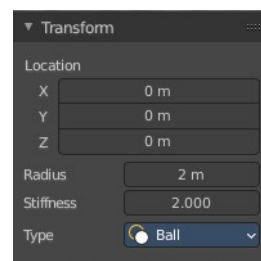 Transform
Location
X 0 m
Y 0 m
Z 0 m
Radius 2 m
Stiffness 2.000
Type Ball